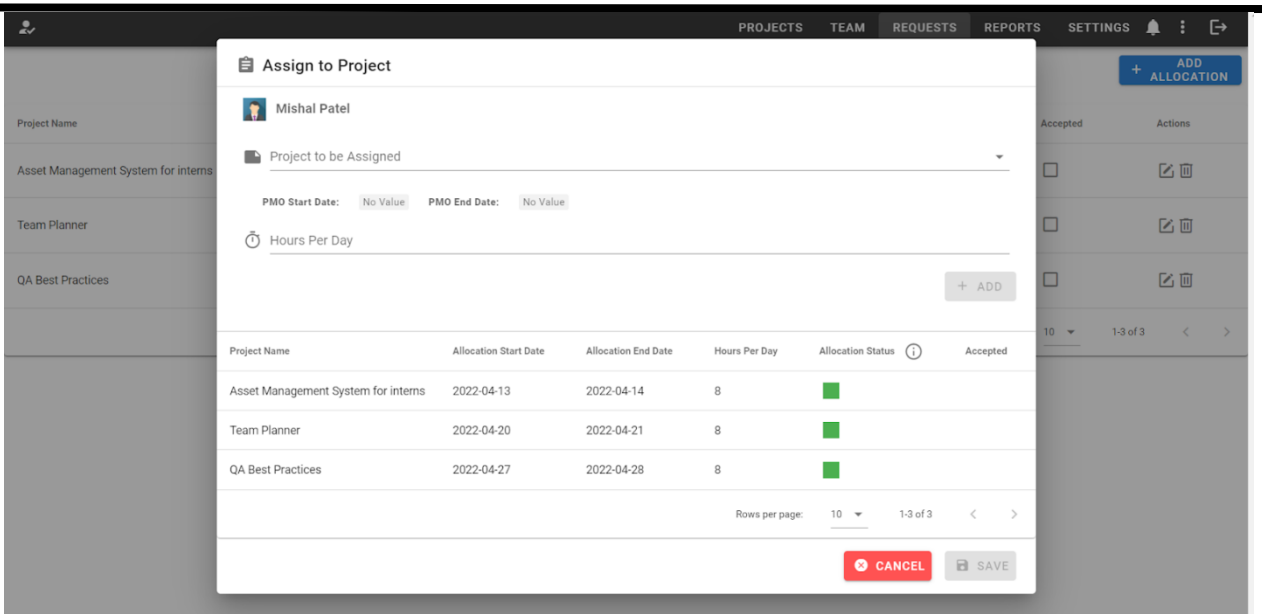 PROJECTS TEAM REQUESTS REPORTS SETTINGS
Assign to Project
+ ADD ALLOCATION
Mishal Patel
Project Name Accepted Actions
Project to be Assigned
Asset Management System for interns
PMO Start Date: No Value PMO End Date: No Value
Team Planner
Hours Per Day
QA Best Practices
+ ADD
10 1-3 of 3 < >
Project Name Allocation Start Date Allocation End Date Hours Per Day Allocation Status Accepted
Asset Management System for interns 2022-04-13 2022-04-14 8
Team Planner 2022-04-20 2022-04-21 8
QA Best Practices 2022-04-27 2022-04-28 8
Rows per page: 10 1-3 of 3 < >
CANCEL SAVE